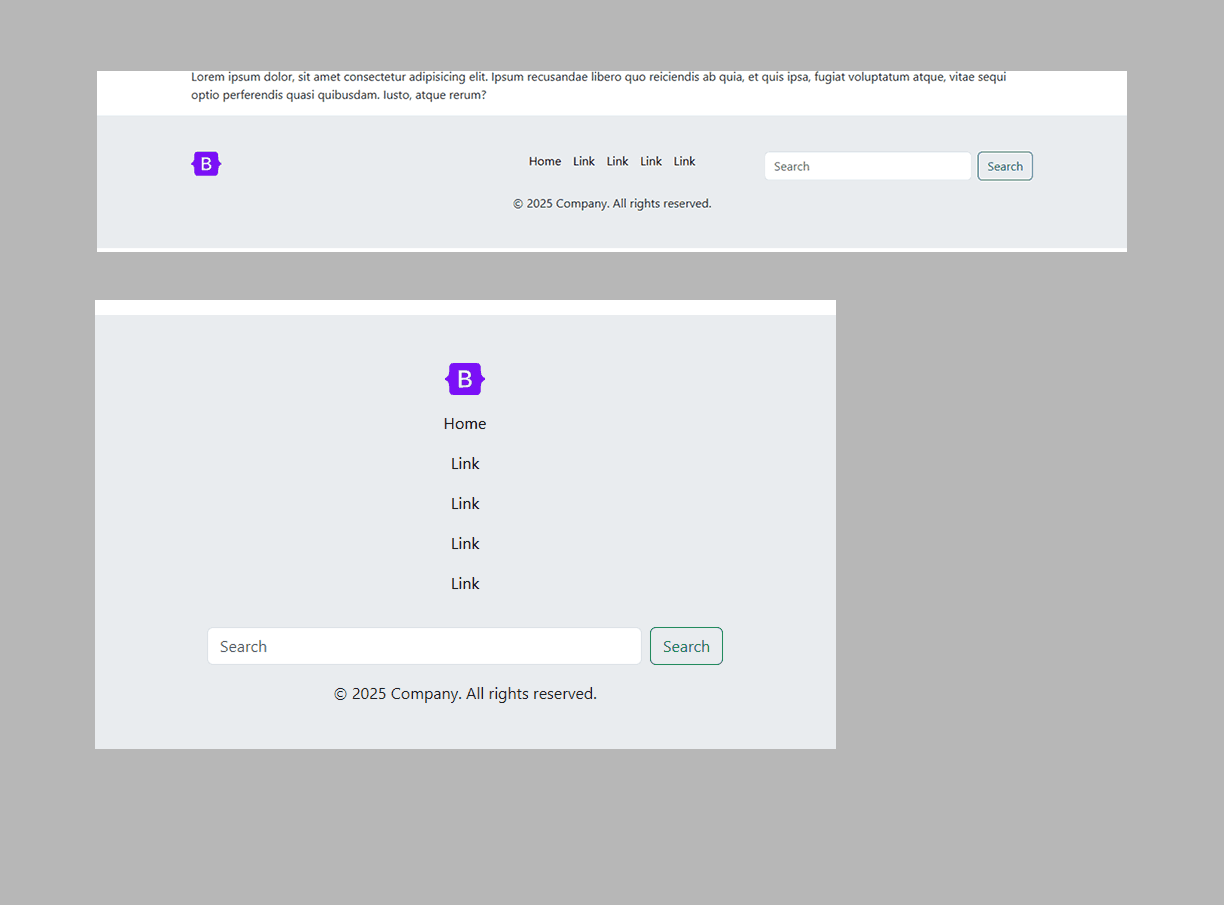 Lorem ipsum dolor, sit amet consectetur adipisicing elit. Ipsum recusandae libero quo reiciendis ab quia, et quis ipsa, fugiat voluptatum atque, vitae sequi
optio perferendis quasi quibusdam. Iusto, atque rerum?
B Home Link Link Link Link Search Search
© 2025 Company. All rights reserved.
B
Home
Link
Link
Link
Link
Search Search
© 2025 Company. All rights reserved.